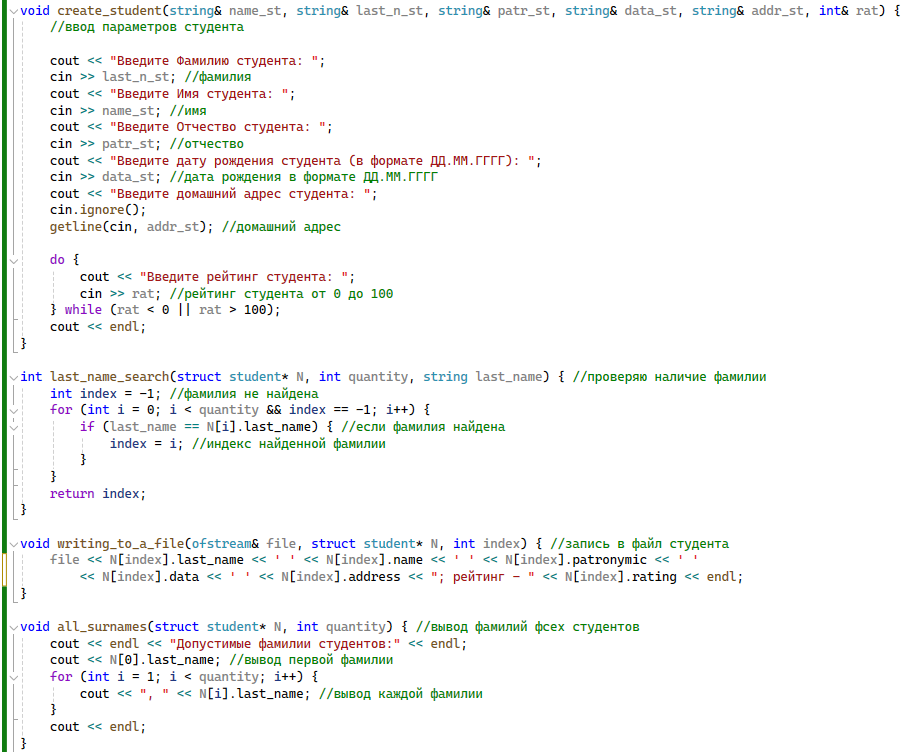 void create_student(string& name_st, string& last_n_st, string& patr_st, string& data_st, string& addr_st, int& rat) {
    //ввод параметров студента

    cout << "Введите Фамилию студента: ";
    cin >> last_n_st; //фамилия
    cout << "Введите Имя студента: ";
    cin >> name_st; //имя
    cout << "Введите Отчество студента: ";
    cin >> patr_st; //отчество
    cout << "Введите дату рождения студента (в формате ДД.ММ.ГГГГ): ";
    cin >> data_st; //дата рождения в формате ДД.ММ.ГГГГ
    cout << "Введите домашний адрес студента: ";
    cin.ignore();
    getline(cin, addr_st); //домашний адрес

    do {
        cout << "Введите рейтинг студента: ";
        cin >> rat; //рейтинг студента от 0 до 100
    } while (rat < 0 || rat > 100);
    cout << endl;
}

int last_name_search(struct student* N, int quantity, string last_name) { //проверяю наличие фамилии
    int index = -1; //фамилия не найдена
    for (int i = 0; i < quantity && index == -1; i++) {
        if (last_name == N[i].last_name) { //если фамилия найдена
            index = i; //индекс найденной фамилии
        }
    }
    return index;
}

void writing_to_a_file(ofstream& file, struct student* N, int index) { //запись в файл студента
    file << N[index].last_name << ' ' << N[index].name << ' ' << N[index].patronymic << ' '
        << N[index].data << ' ' << N[index].address << "; рейтинг - " << N[index].rating << endl;
}

void all_surnames(struct student* N, int quantity) { //вывод фамилий фсех студентов
    cout << endl << "Допустимые фамилии студентов:" << endl;
    cout << N[0].last_name; //вывод первой фамилии
    for (int i = 1; i < quantity; i++) {
        cout << ", " << N[i].last_name; //вывод каждой фамилии
    }
    cout << endl;
}